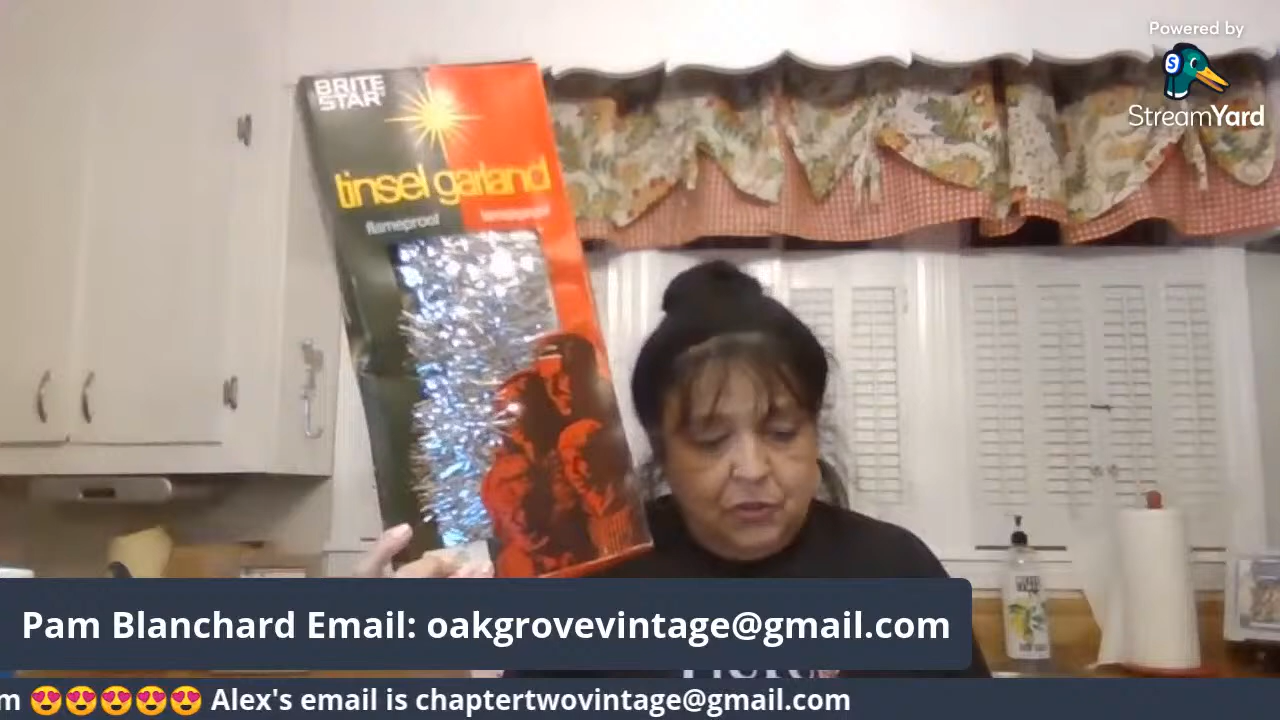 Powered by
StreamYard
BRITE
STAR
tinsel garland
flameproof
Pam Blanchard Email: oakgrovevintage@gmail.com
m 😍😍😍😍😍 Alex's email is chaptertwovintage@gmail.com